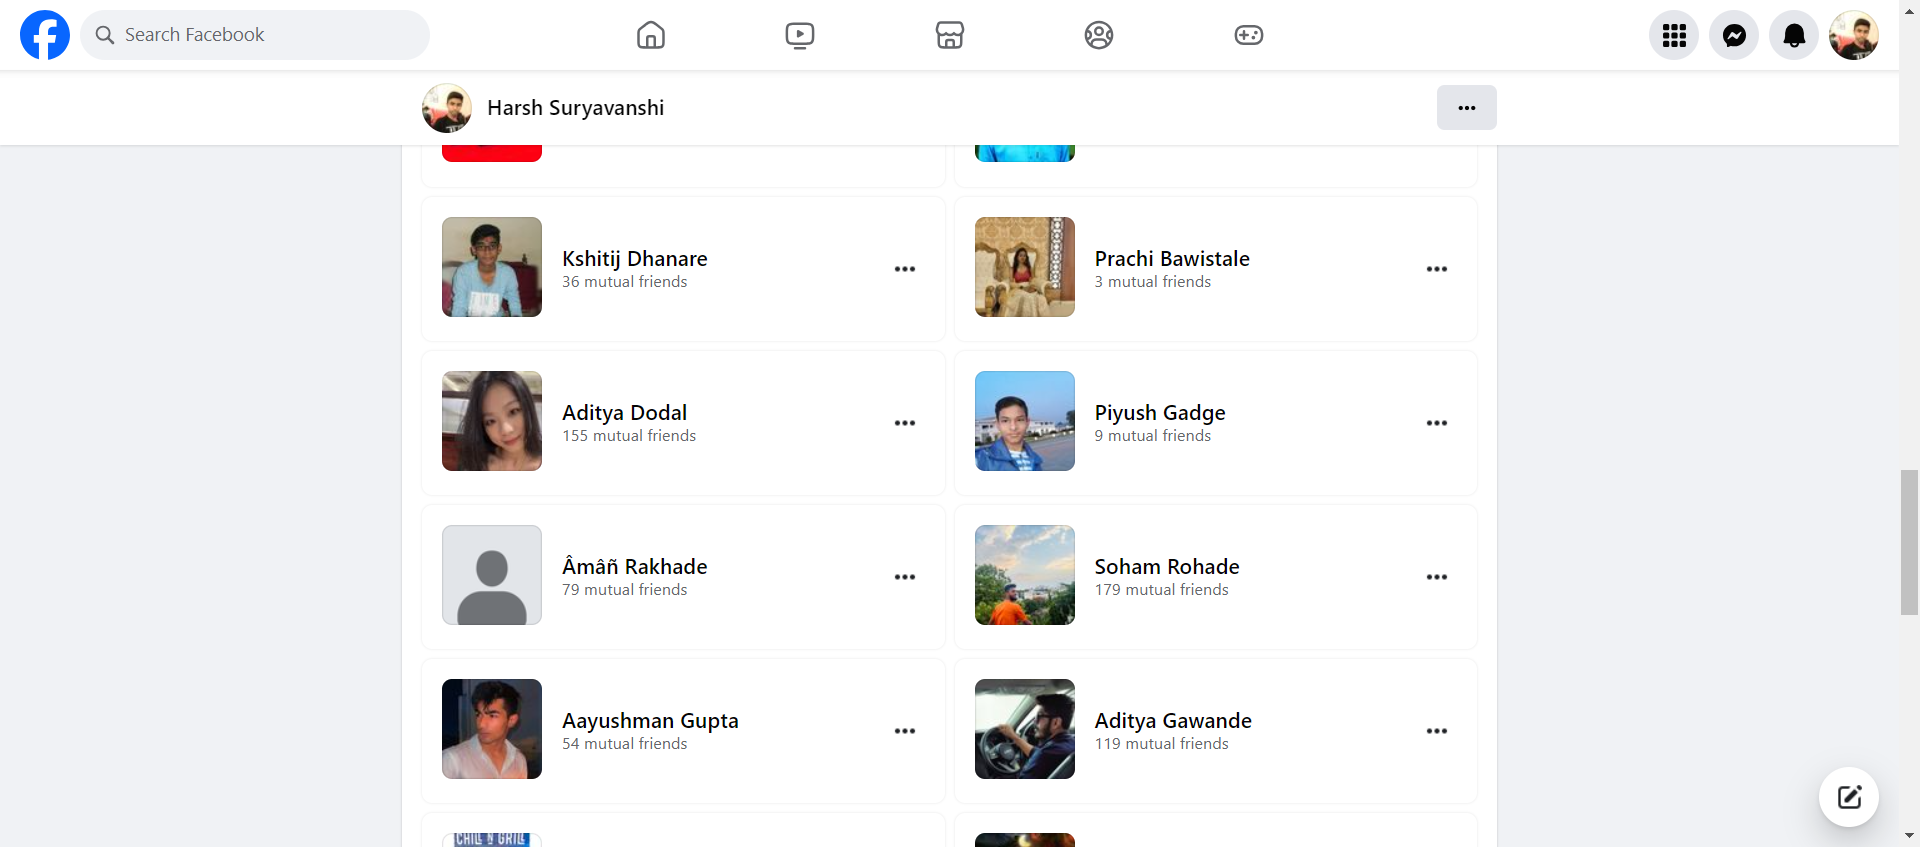 Search Facebook
Harsh Suryavanshi
Kshitij Dhanare
36 mutual friends
Prachi Bawistale
3 mutual friends
Aditya Dodal
155 mutual friends
Piyush Gadge
9 mutual friends
Âmâñ Rakhade
79 mutual friends
Soham Rohade
179 mutual friends
Aayushman Gupta
54 mutual friends
Aditya Gawande
119 mutual friends
CHILL N GRILL